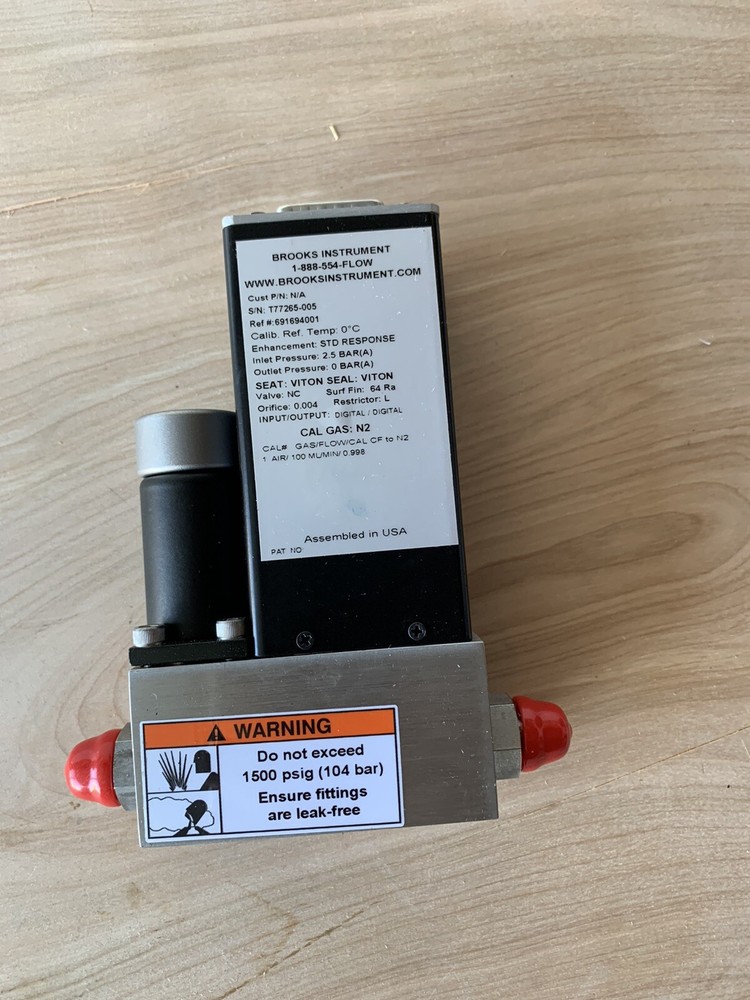 BROOKS INSTRUMENT
1-888-554-FLOW
WWW.BROOKSINSTRUMENT.COM
Cust P/N: N/A
S/N: T77265-005
Ref #:691694001
Calib. Ref. Temp: 0°C
Enhancement: STD RESPONSE
Inlet Pressure: 2.5 BAR(A)
Outlet Pressure: 0 BAR(A)
SEAT: VITON SEAL: VITON
Valve: NC Surf Fin: 64 Ra
Orifice: 0.004 Restrictor: L
INPUT/OUTPUT: DIGITAL / DIGITAL
CAL GAS: N2
CAL# GAS/FLOW/CAL CF to N2
1 AIR/ 100 ML/MIN/ 0.998
Assembled in USA
PAT NO
WARNING
Do not exceed
1500 psig (104 bar)
Ensure fittings
are leak-free